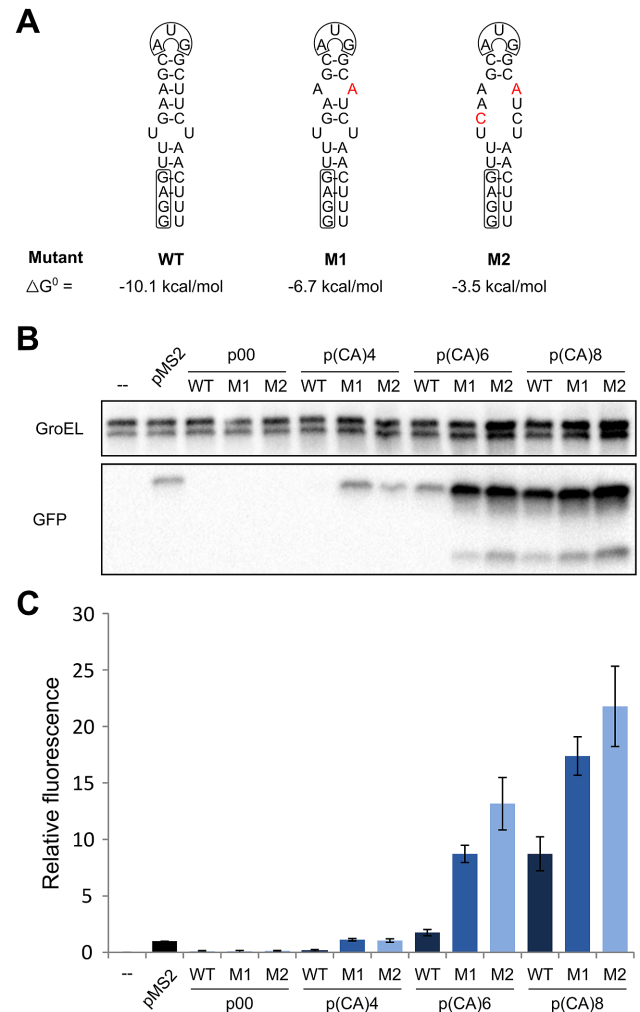 A
U U U
A G A G A G
C-G C-G C-G
G-C G-C G-C
A-U A A A A
A-U A-U A U
G-C G-C C C
U U U U U U
U-A U-A U-A
U-A U-A U-A
G-C G-C G-C
A-U A-U A-U
G-U G-U G-U
G-U G-U G-U
Mutant WT M1 M2
△G⁰ = -10.1 kcal/mol -6.7 kcal/mol -3.5 kcal/mol
B
p00 p(CA)4 p(CA)6 p(CA)8
-- pMS2 WT M1 M2 WT M1 M2 WT M1 M2 WT M1 M2
GroEL
GFP
C
Relative fluorescence
30
25
20
15
10
5
0
-- pMS2 WT M1 M2 WT M1 M2 WT M1 M2 WT M1 M2
p00 p(CA)4 p(CA)6 p(CA)8